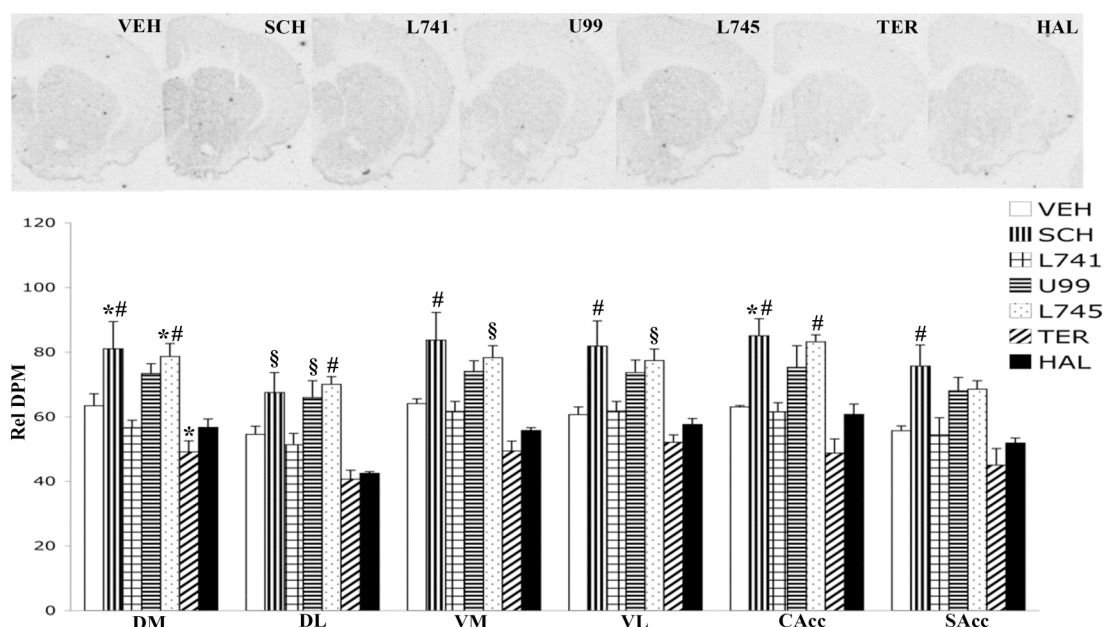 VEH SCH L741 U99 L745 TER HAL
120
100
80
60
40
20
0
Rel DPM
*# *# *
§ § #
# §
# §
*# #
#
VEH
SCH
L741
U99
L745
TER
HAL
DM DL VM VL CAcc SAcc